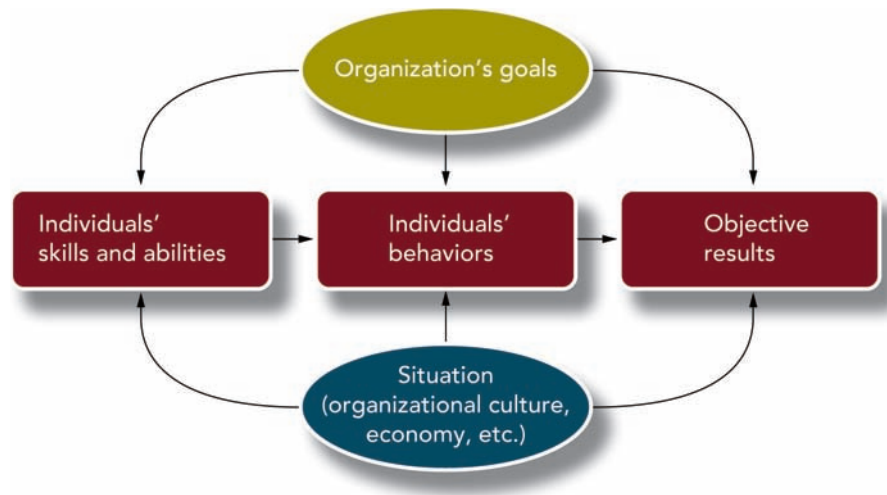 Organization's goals
Individuals'
skills and abilities
Individuals'
behaviors
Objective
results
Situation
(organizational culture,
economy, etc.)